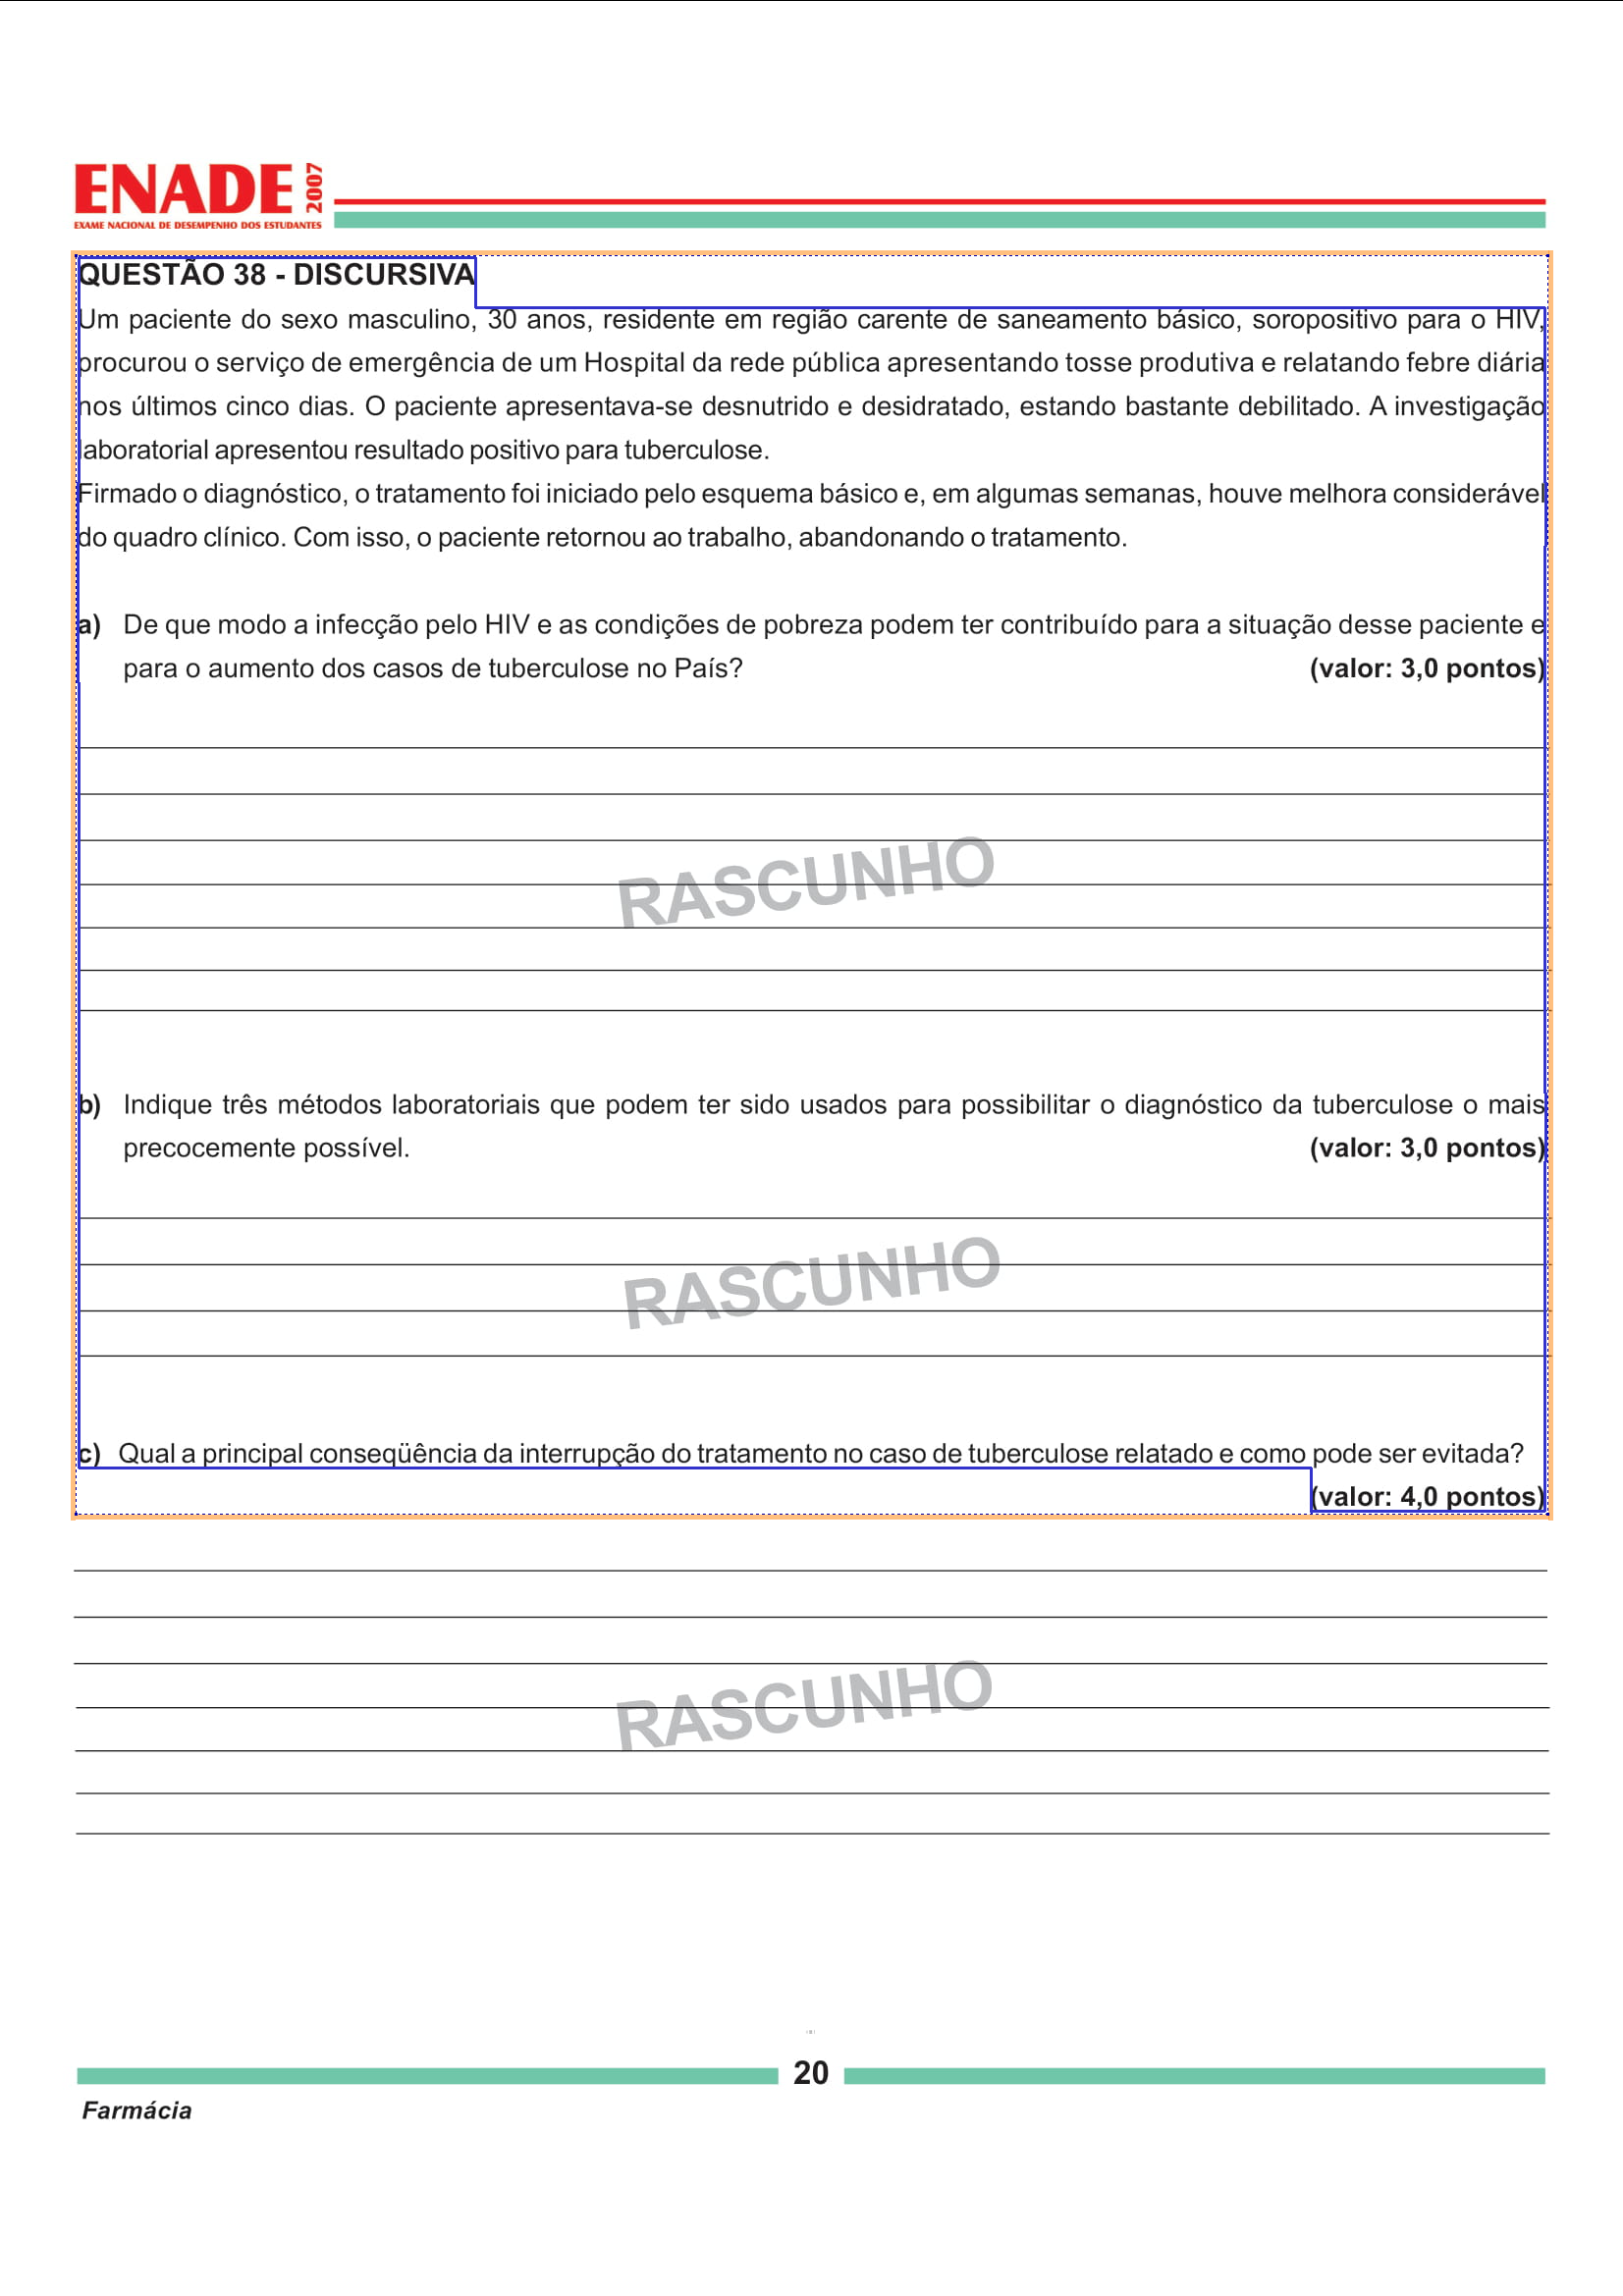 ENADE 2007
EXAME NACIONAL DE DESEMPENHO DOS ESTUDANTES
QUESTÃO 38 - DISCURSIVA
Um paciente do sexo masculino, 30 anos, residente em região carente de saneamento básico, soropositivo para o HIV,
procurou o serviço de emergência de um Hospital da rede pública apresentando tosse produtiva e relatando febre diária
nos últimos cinco dias. O paciente apresentava-se desnutrido e desidratado, estando bastante debilitado. A investigação
laboratorial apresentou resultado positivo para tuberculose.
Firmado o diagnóstico, o tratamento foi iniciado pelo esquema básico e, em algumas semanas, houve melhora considerável
do quadro clínico. Com isso, o paciente retornou ao trabalho, abandonando o tratamento.
a) De que modo a infecção pelo HIV e as condições de pobreza podem ter contribuído para a situação desse paciente e
para o aumento dos casos de tuberculose no País? (valor: 3,0 pontos)
RASCUNHO
b) Indique três métodos laboratoriais que podem ter sido usados para possibilitar o diagnóstico da tuberculose o mais
precocemente possível. (valor: 3,0 pontos)
RASCUNHO
c) Qual a principal conseqüência da interrupção do tratamento no caso de tuberculose relatado e como pode ser evitada?
(valor: 4,0 pontos)
RASCUNHO
20
Farmácia